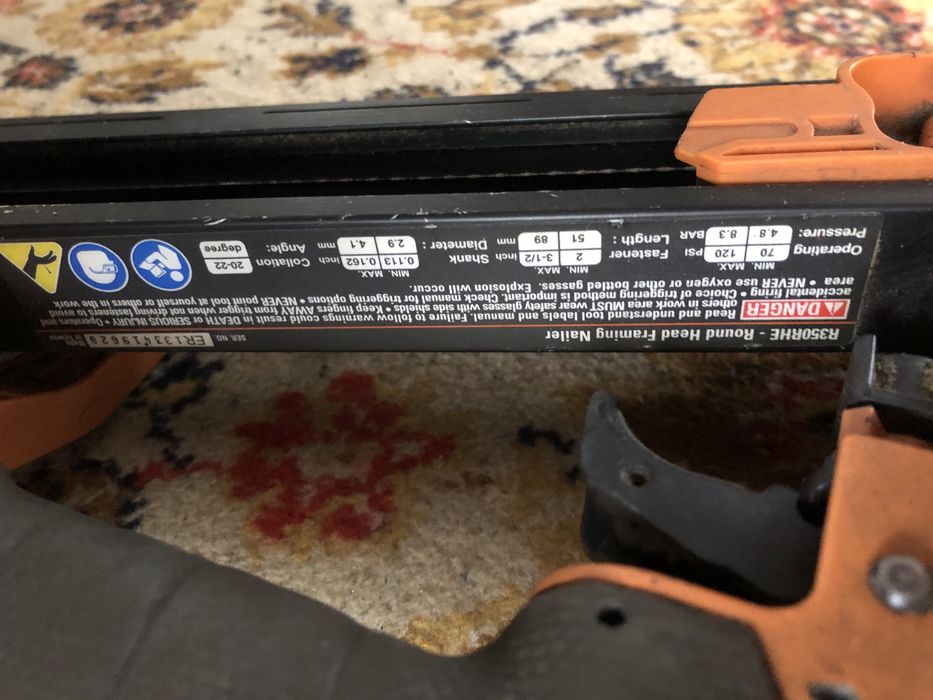 R350RHE - Round Head Framing Nailer SER NO. ER133419620
DANGER
Read and understand tool labels and manual. Failure to follow warnings could result in DEATH or SERIOUS INJURY. • Operators and
others in work area MUST wear safety glasses with side shields • Keep fingers AWAY from trigger when not driving fasteners to avoid
accidental firing • Choice of triggering method is important. Check manual for triggering options • NEVER point tool at yourself or others in the work
area • NEVER use oxygen or other bottled gasses. Explosion will occur.
MIN. MAX. MIN. MAX. MIN. MAX.
Operating 70 120 PSI Fastener 2 3-1/2 inch Shank 0.113 0.162 inch Collation 20-22
Pressure: 4.8 8.3 BAR Length : 51 89 mm Diameter : 2.9 4.1 mm Angle: degree